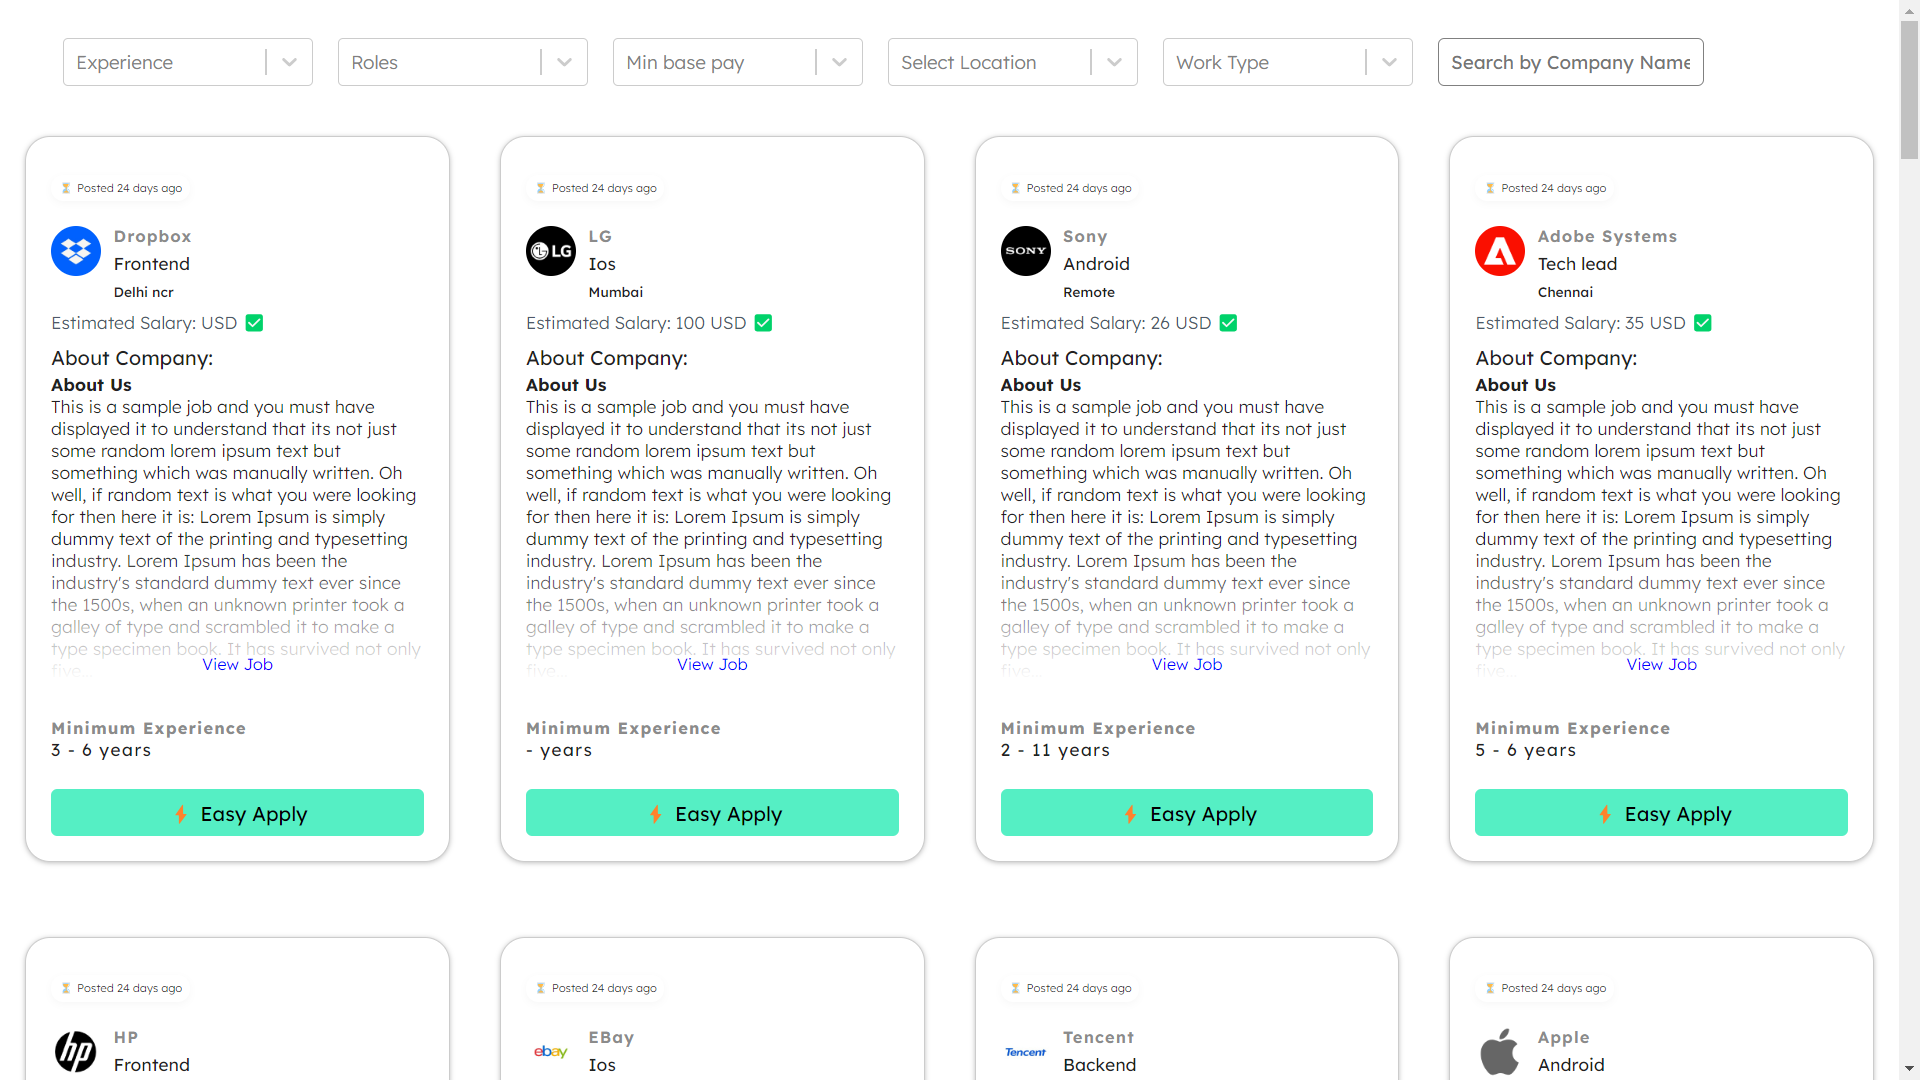 Experience
Roles
Min base pay
Select Location
Work Type
Search by Company Name
Posted 24 days ago
Dropbox
Frontend
Delhi ncr
Estimated Salary: USD
About Company:
About Us
This is a sample job and you must have
displayed it to understand that its not just
some random lorem ipsum text but
something which was manually written. Oh
well, if random text is what you were looking
for then here it is: Lorem Ipsum is simply
dummy text of the printing and typesetting
industry. Lorem Ipsum has been the
industry's standard dummy text ever since
the 1500s, when an unknown printer took a
galley of type and scrambled it to make a
type specimen book. It has survived not only
five...
View Job
Minimum Experience
3 - 6 years
Easy Apply
Posted 24 days ago
LG
LG
Ios
Mumbai
Estimated Salary: 100 USD
About Company:
About Us
This is a sample job and you must have
displayed it to understand that its not just
some random lorem ipsum text but
something which was manually written. Oh
well, if random text is what you were looking
for then here it is: Lorem Ipsum is simply
dummy text of the printing and typesetting
industry. Lorem Ipsum has been the
industry's standard dummy text ever since
the 1500s, when an unknown printer took a
galley of type and scrambled it to make a
type specimen book. It has survived not only
five...
View Job
Minimum Experience
- years
Easy Apply
Posted 24 days ago
SONY
Sony
Android
Remote
Estimated Salary: 26 USD
About Company:
About Us
This is a sample job and you must have
displayed it to understand that its not just
some random lorem ipsum text but
something which was manually written. Oh
well, if random text is what you were looking
for then here it is: Lorem Ipsum is simply
dummy text of the printing and typesetting
industry. Lorem Ipsum has been the
industry's standard dummy text ever since
the 1500s, when an unknown printer took a
galley of type and scrambled it to make a
type specimen book. It has survived not only
five...
View Job
Minimum Experience
2 - 11 years
Easy Apply
Posted 24 days ago
Adobe Systems
Tech lead
Chennai
Estimated Salary: 35 USD
About Company:
About Us
This is a sample job and you must have
displayed it to understand that its not just
some random lorem ipsum text but
something which was manually written. Oh
well, if random text is what you were looking
for then here it is: Lorem Ipsum is simply
dummy text of the printing and typesetting
industry. Lorem Ipsum has been the
industry's standard dummy text ever since
the 1500s, when an unknown printer took a
galley of type and scrambled it to make a
type specimen book. It has survived not only
five...
View Job
Minimum Experience
5 - 6 years
Easy Apply
Posted 24 days ago
hp
HP
Frontend
Posted 24 days ago
ebay
EBay
Ios
Posted 24 days ago
Tencent
Tencent
Backend
Posted 24 days ago
Apple
Android